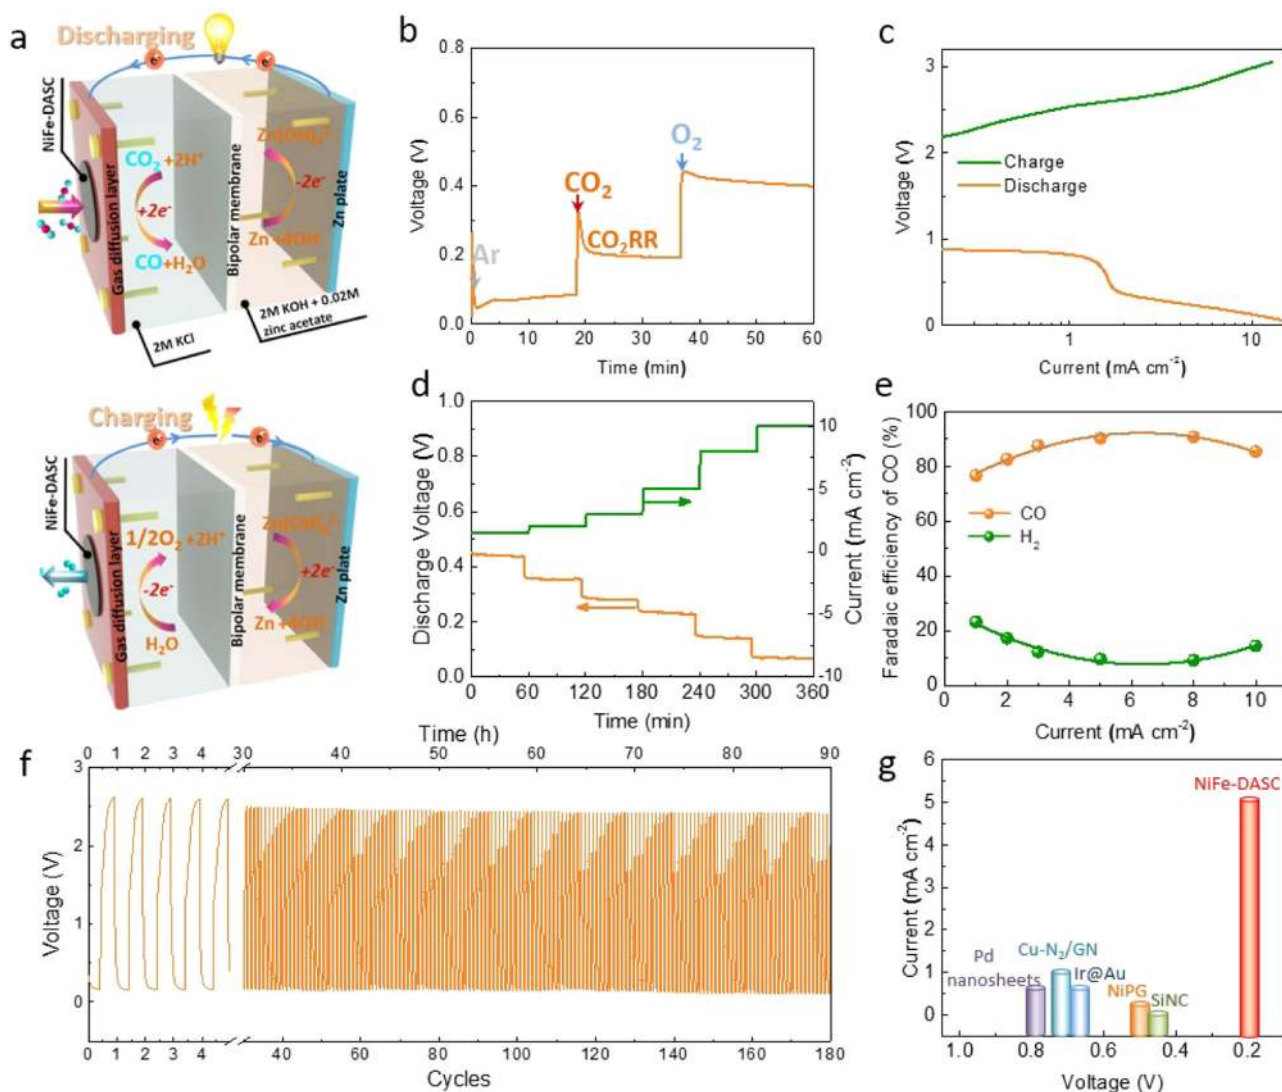 a
Discharging
e⁻
e⁻
NiFe-DASC
CO₂+2H⁺
+2e⁻
CO+H₂O
Gas diffusion layer
Bipolar membrane
-2e⁻
Zn+4OH⁻
Zn plate
2M KCl
2M KOH + 0.02M
zinc acetate
Charging
e⁻
e⁻
NiFe-DASC
1/2O₂ +2H⁺
-2e⁻
H₂O
Gas diffusion layer
Bipolar membrane
+2e⁻
Zn plate
b
Voltage (V)
0.8
0.6
0.4
0.2
0.0
Ar
CO₂
CO₂RR
O₂
0 10 20 30 40 50 60
Time (min)
c
Voltage (V)
3
2
1
0
Charge
Discharge
1 10
Current (mA cm⁻²)
d
Discharge Voltage (V)
1.0
0.8
0.6
0.4
0.2
0.0
10
5
0
-5
-10
Current (mA cm⁻²)
0 60 120 180 240 300 360
Time (min)
e
Faradaic efficiency of CO (%)
100
80
60
40
20
0
CO
H₂
0 2 4 6 8 10
Current (mA cm⁻²)
f
Time (h)
0 1 2 3 4 30 40 50 60 70 80 90
Voltage (V)
3
2
1
0
0 1 2 3 4 40 60 80 100 120 140 160 180
Cycles
g
Current (mA cm⁻²)
6
5
4
3
2
1
0
Pd
nanosheets
Cu-N₂/GN
Ir@Au
NiPG
SiNC
NiFe-DASC
1.0 0.8 0.6 0.4 0.2
Voltage (V)